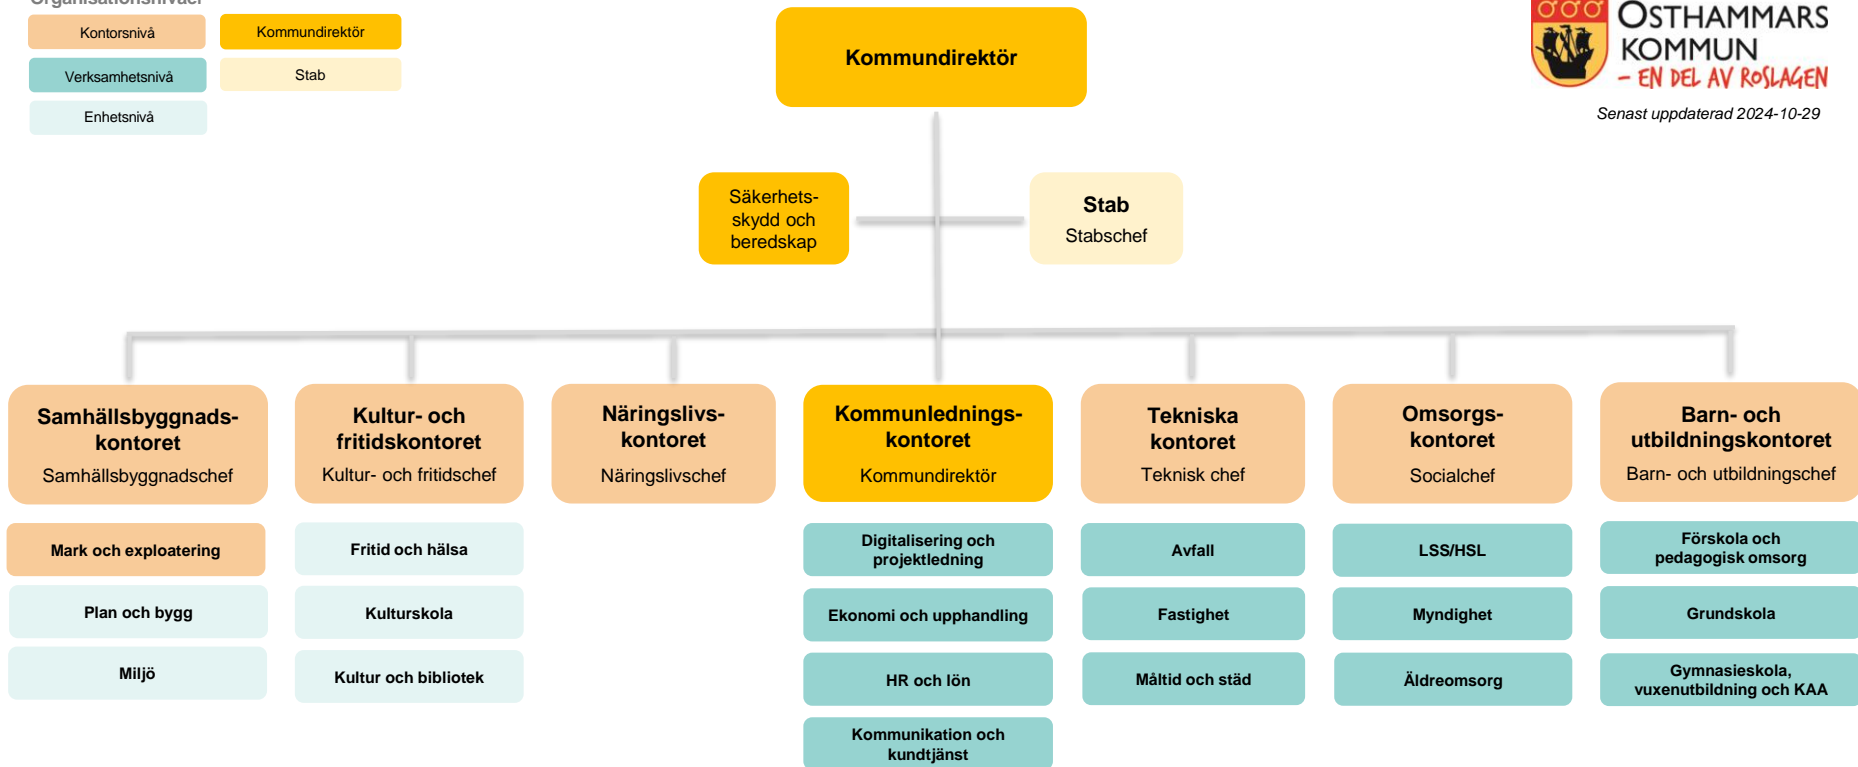 Organisationsnivåer
Kontorsnivå
Kommundirektör
Verksamhetsnivå
Stab
Enhetsnivå
Kommundirektör
ÖSTHAMMARS
KOMMUN
– EN DEL AV ROSLAGEN
Senast uppdaterad 2024-10-29
Säkerhets-
skydd och
beredskap
Stab
Stabschef
Samhällsbyggnads-
kontoret
Samhällsbyggnadschef
Mark och exploatering
Plan och bygg
Miljö
Kultur- och
fritidskontoret
Kultur- och fritidschef
Fritid och hälsa
Kulturskola
Kultur och bibliotek
Näringslivs-
kontoret
Näringslivschef
Kommunlednings-
kontoret
Kommundirektör
Digitalisering och
projektledning
Ekonomi och upphandling
HR och lön
Kommunikation och
kundtjänst
Tekniska
kontoret
Teknisk chef
Avfall
Fastighet
Måltid och städ
Omsorgs-
kontoret
Socialchef
LSS/HSL
Myndighet
Äldreomsorg
Barn- och
utbildningskontoret
Barn- och utbildningschef
Förskola och
pedagogisk omsorg
Grundskola
Gymnasieskola,
vuxenutbildning och KAA